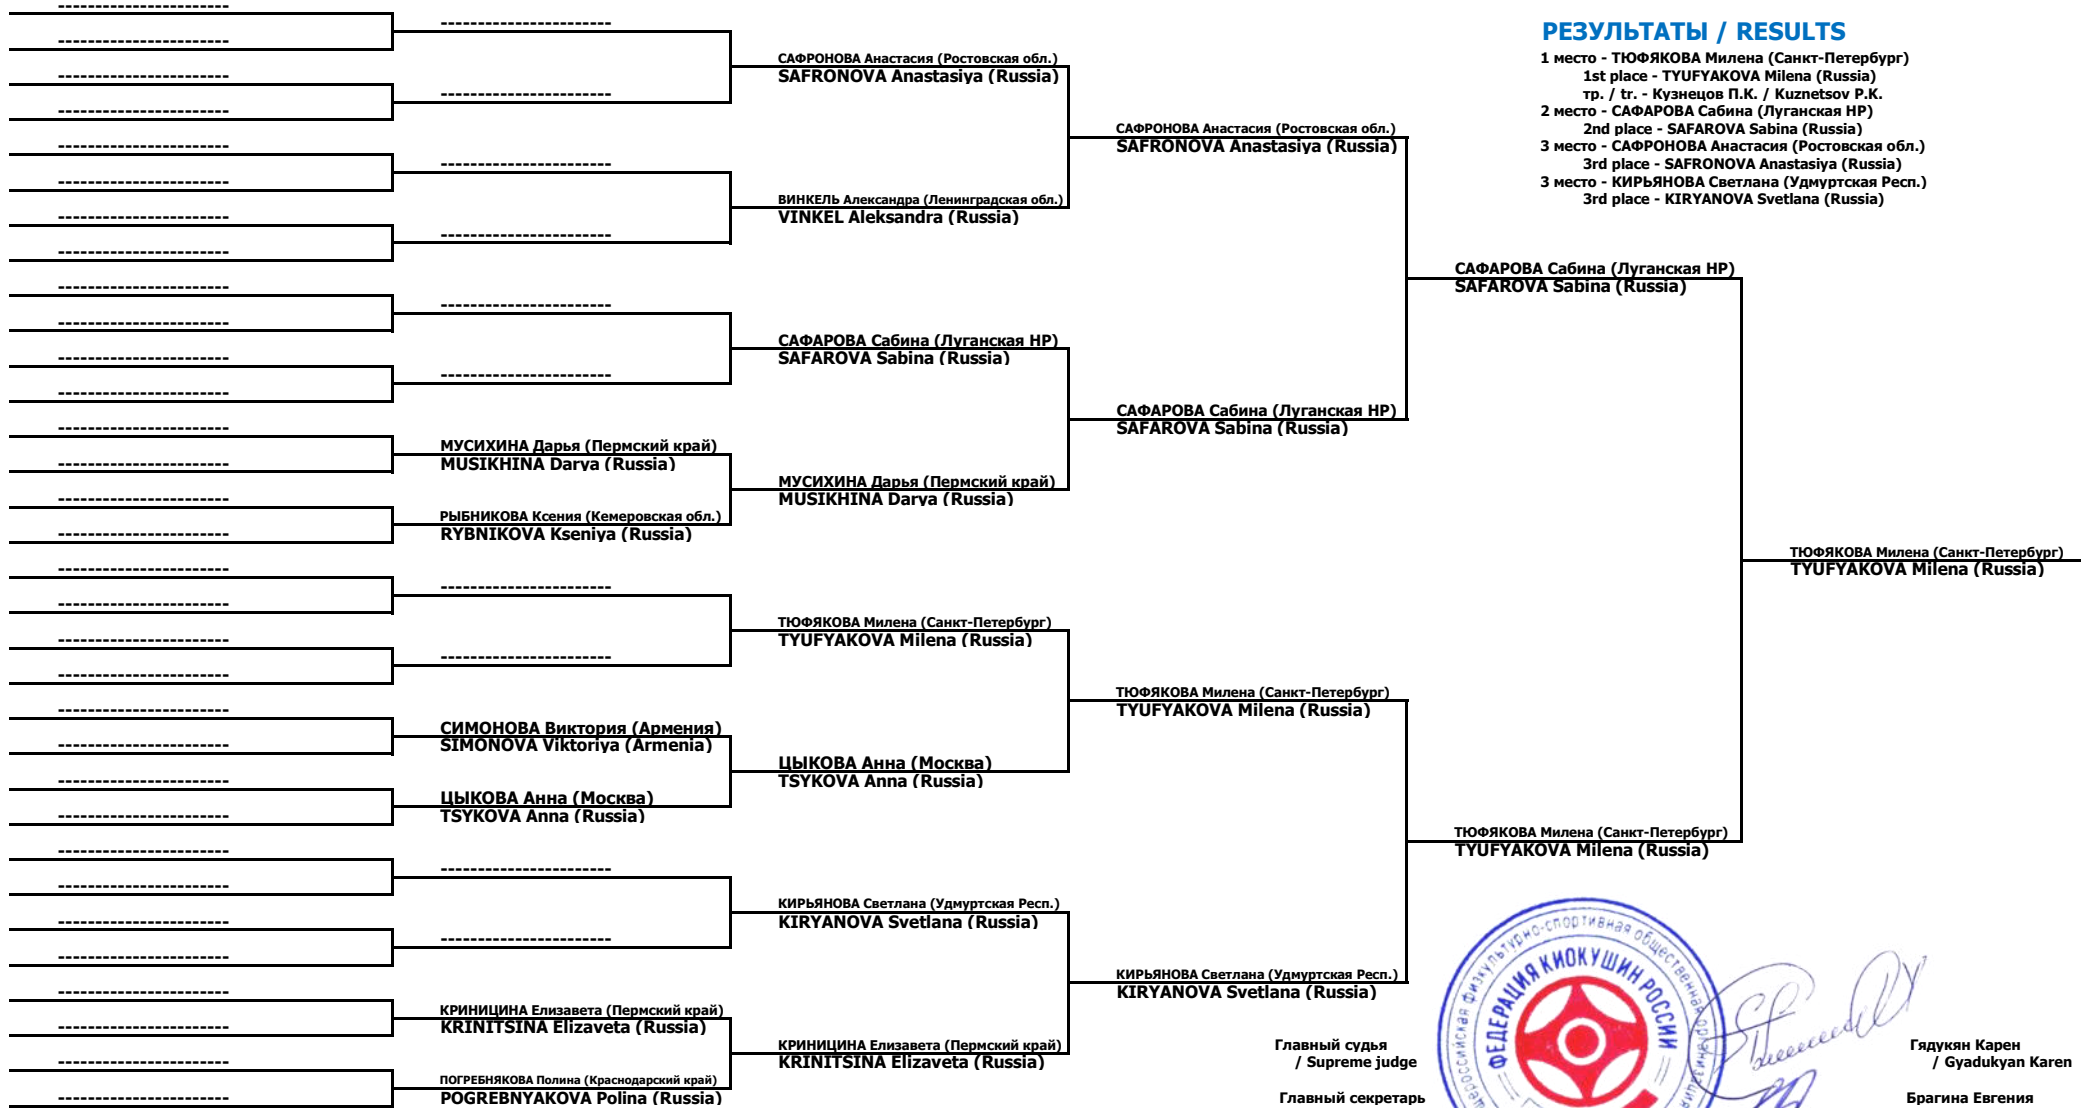 САФРОНОВА Анастасия (Ростовская обл.)
SAFRONOVA Anastasiya (Russia)
ВИНКЕЛЬ Александра (Ленинградская обл.)
VINKEL Aleksandra (Russia)
САФАРОВА Сабина (Луганская НР)
SAFAROVA Sabina (Russia)
МУСИХИНА Дарья (Пермский край)
MUSIKHINA Darya (Russia)
РЫБНИКОВА Ксения (Кемеровская обл.)
RYBNIKOVA Kseniya (Russia)
МУСИХИНА Дарья (Пермский край)
MUSIKHINA Darya (Russia)
ТЮФЯКОВА Милена (Санкт-Петербург)
TYUFYAKOVA Milena (Russia)
СИМОНОВА Виктория (Армения)
SIMONOVA Viktoriya (Armenia)
ЦЫКОВА Анна (Москва)
TSYKOVA Anna (Russia)
ЦЫКОВА Анна (Москва)
TSYKOVA Anna (Russia)
КИРЬЯНОВА Светлана (Удмуртская Респ.)
KIRYANOVA Svetlana (Russia)
КРИНИЦИНА Елизавета (Пермский край)
KRINITSINA Elizaveta (Russia)
ПОГРЕБНЯКОВА Полина (Краснодарский край)
POGREBNYAKOVA Polina (Russia)
КРИНИЦИНА Елизавета (Пермский край)
KRINITSINA Elizaveta (Russia)
САФРОНОВА Анастасия (Ростовская обл.)
SAFRONOVA Anastasiya (Russia)
САФАРОВА Сабина (Луганская НР)
SAFAROVA Sabina (Russia)
ТЮФЯКОВА Милена (Санкт-Петербург)
TYUFYAKOVA Milena (Russia)
КИРЬЯНОВА Светлана (Удмуртская Респ.)
KIRYANOVA Svetlana (Russia)
САФАРОВА Сабина (Луганская НР)
SAFAROVA Sabina (Russia)
ТЮФЯКОВА Милена (Санкт-Петербург)
TYUFYAKOVA Milena (Russia)
ТЮФЯКОВА Милена (Санкт-Петербург)
TYUFYAKOVA Milena (Russia)
РЕЗУЛЬТАТЫ / RESULTS
1 место - ТЮФЯКОВА Милена (Санкт-Петербург)
1st place - TYUFYAKOVA Milena (Russia)
тр. / tr. - Кузнецов П.К. / Kuznetsov P.K.
2 место - САФАРОВА Сабина (Луганская НР)
2nd place - SAFAROVA Sabina (Russia)
3 место - САФРОНОВА Анастасия (Ростовская обл.)
3rd place - SAFRONOVA Anastasiya (Russia)
3 место - КИРЬЯНОВА Светлана (Удмуртская Респ.)
3rd place - KIRYANOVA Svetlana (Russia)
Главный судья
/ Supreme judge
Гядукян Карен
/ Gyadukyan Karen
Главный секретарь
Брагина Евгения
физкультурно-спортивная общественная
ФЕДЕРАЦИЯ КИОКУШИН РОССИИ